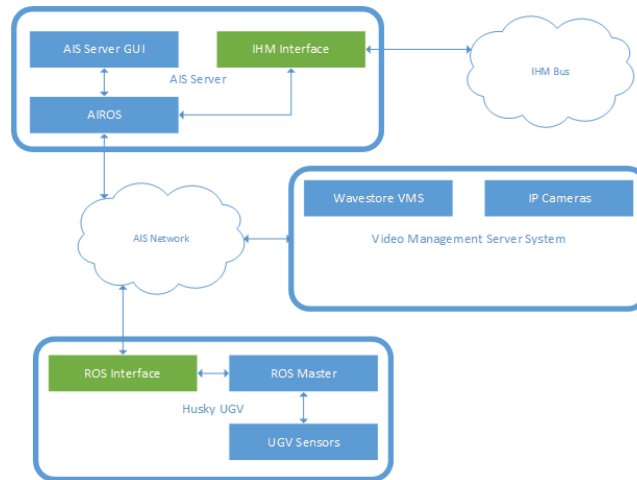 AIS Server GUI
IHM Interface
AIS Server
AIROS
IHM Bus
Wavestore VMS
IP Cameras
Video Management Server System
AIS Network
ROS Interface
ROS Master
Husky UGV
UGV Sensors